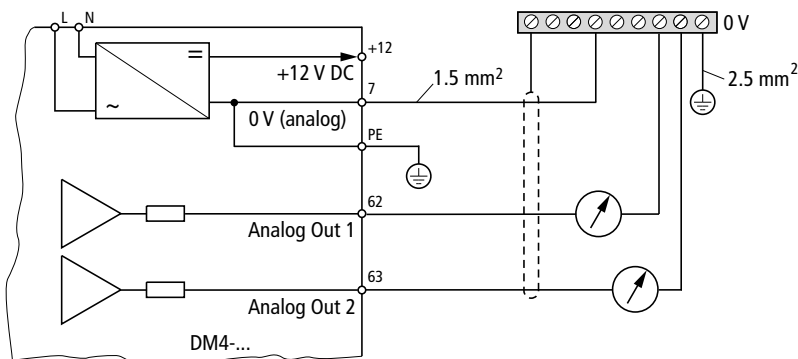 L N
0 V
+12
+12 V DC
=
~
7
1.5 mm²
2.5 mm²
0 V (analog)
PE
62
Analog Out 1
63
Analog Out 2
DM4-...